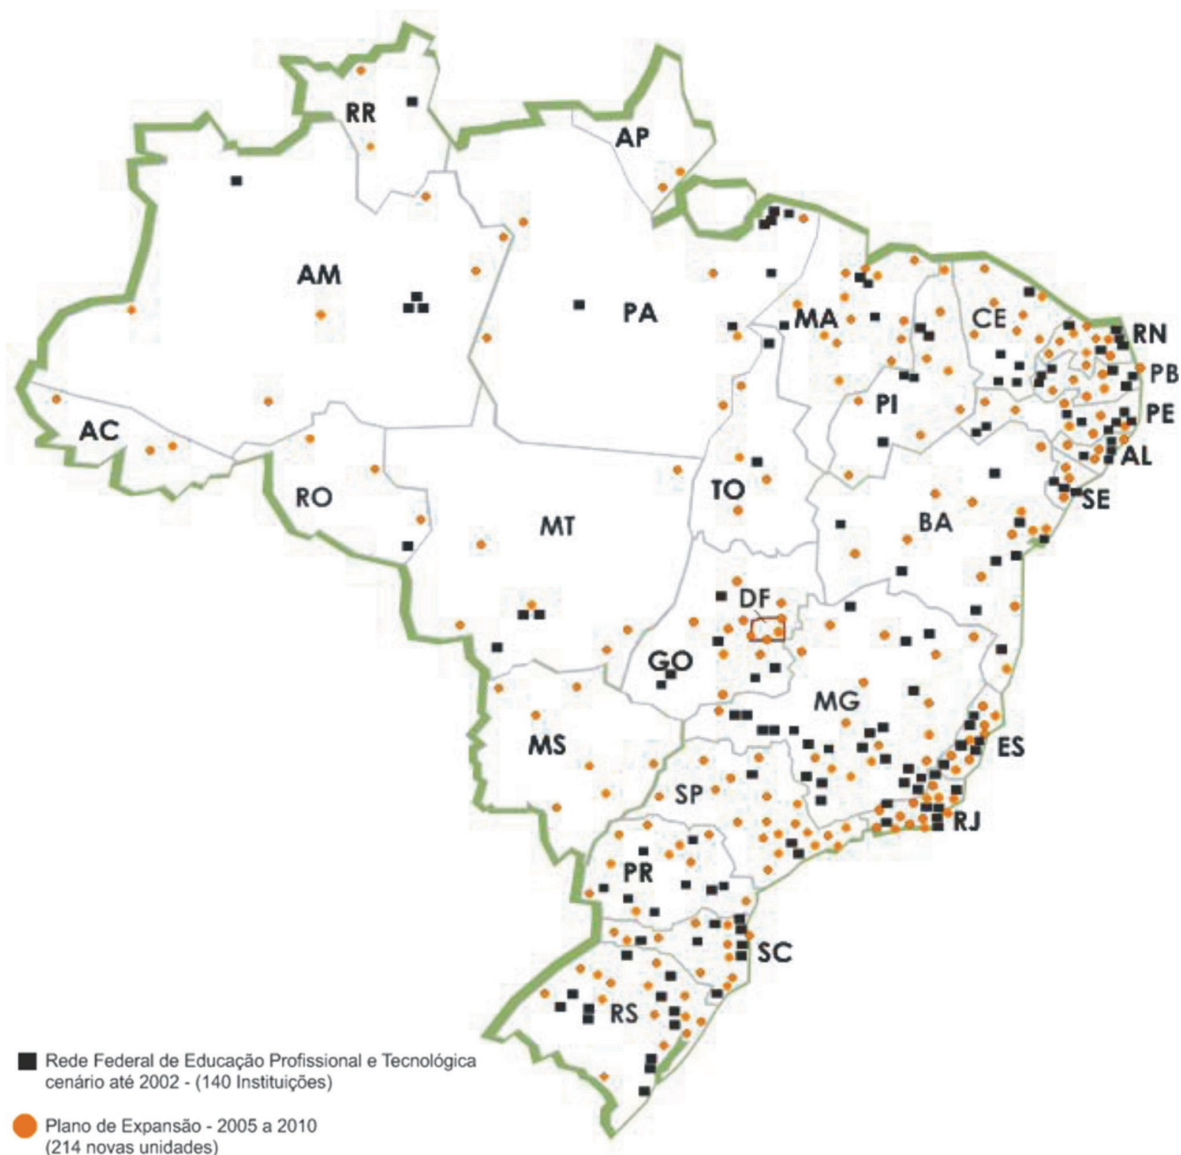 RR
AP
AM
PA
MA
CE
RN
PB
PI
PE
AC
AL
TO
SE
RO
MT
BA
DF
GO
MG
MS
ES
SP
RJ
PR
SC
RS
Rede Federal de Educação Profissional e Tecnológica
cenário até 2002 - (140 Instituições)
Plano de Expansão - 2005 a 2010
(214 novas unidades)